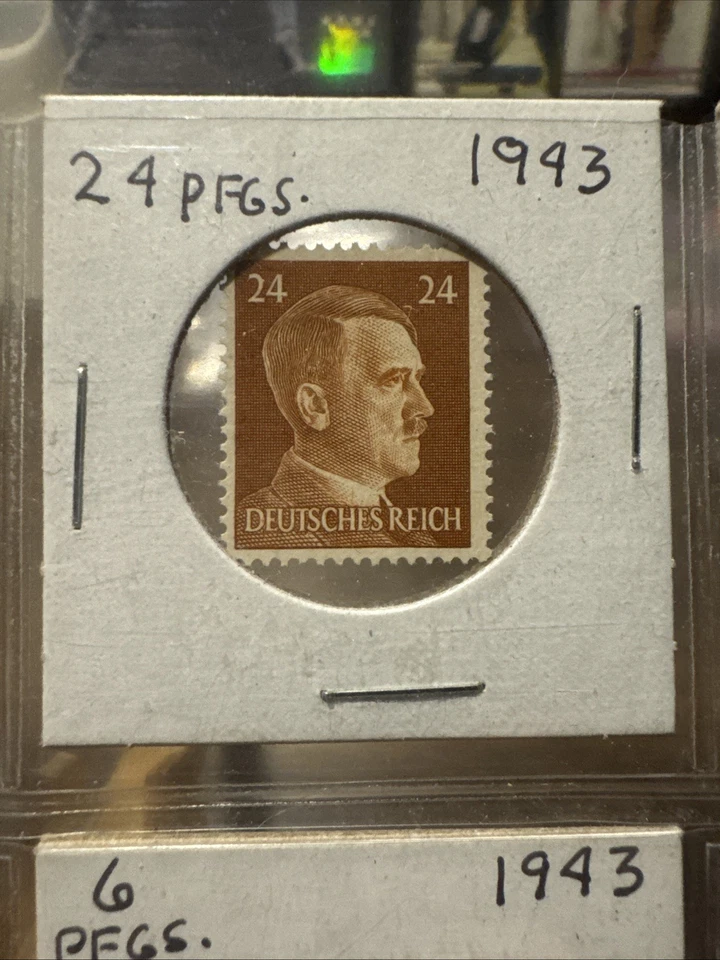 24 PFGS. 1943
24 24
DEUTSCHES REICH
6 1943
PFGS.